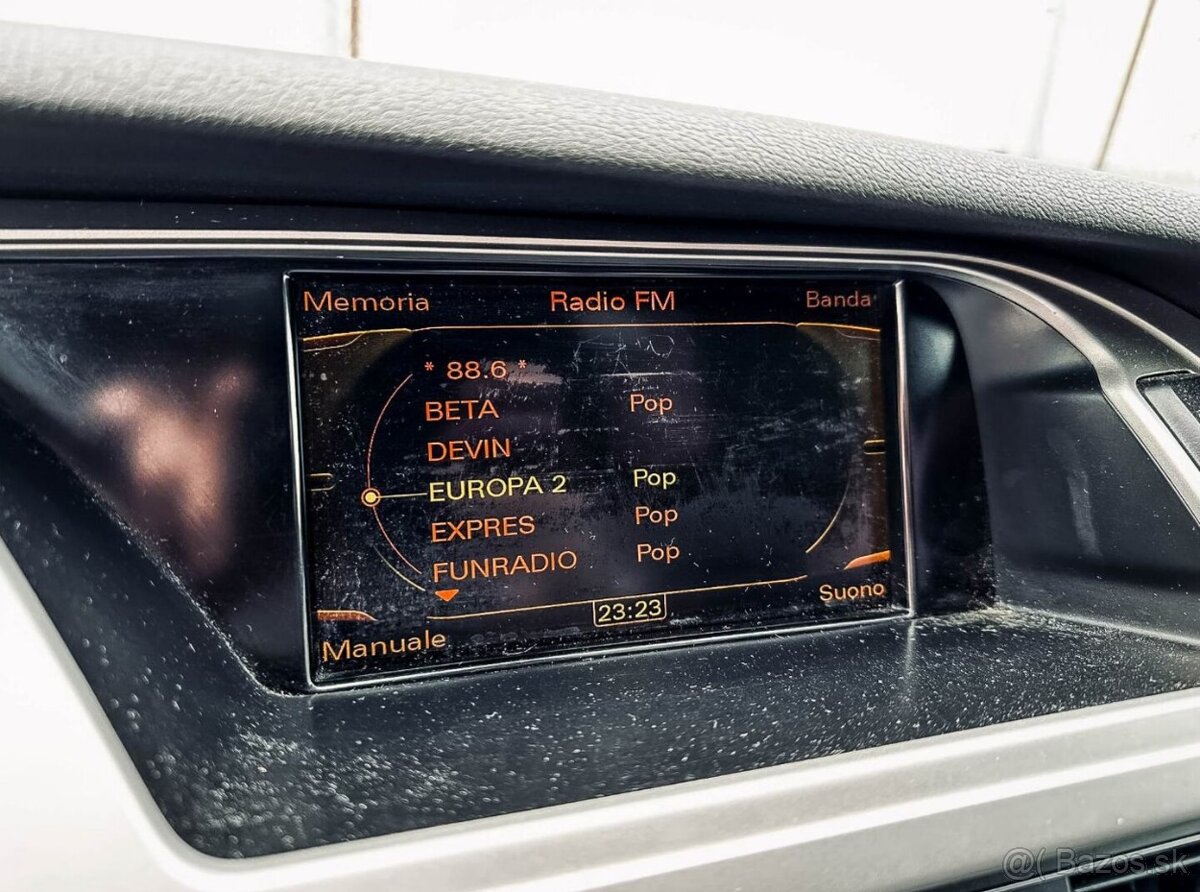 Memoria Radio FM Banda
* 88.6 *
BETA Pop
DEVIN
EUROPA 2 Pop
EXPRES Pop
FUNRADIO Pop
23:23
Manuale Suono
@( Bazos.sk